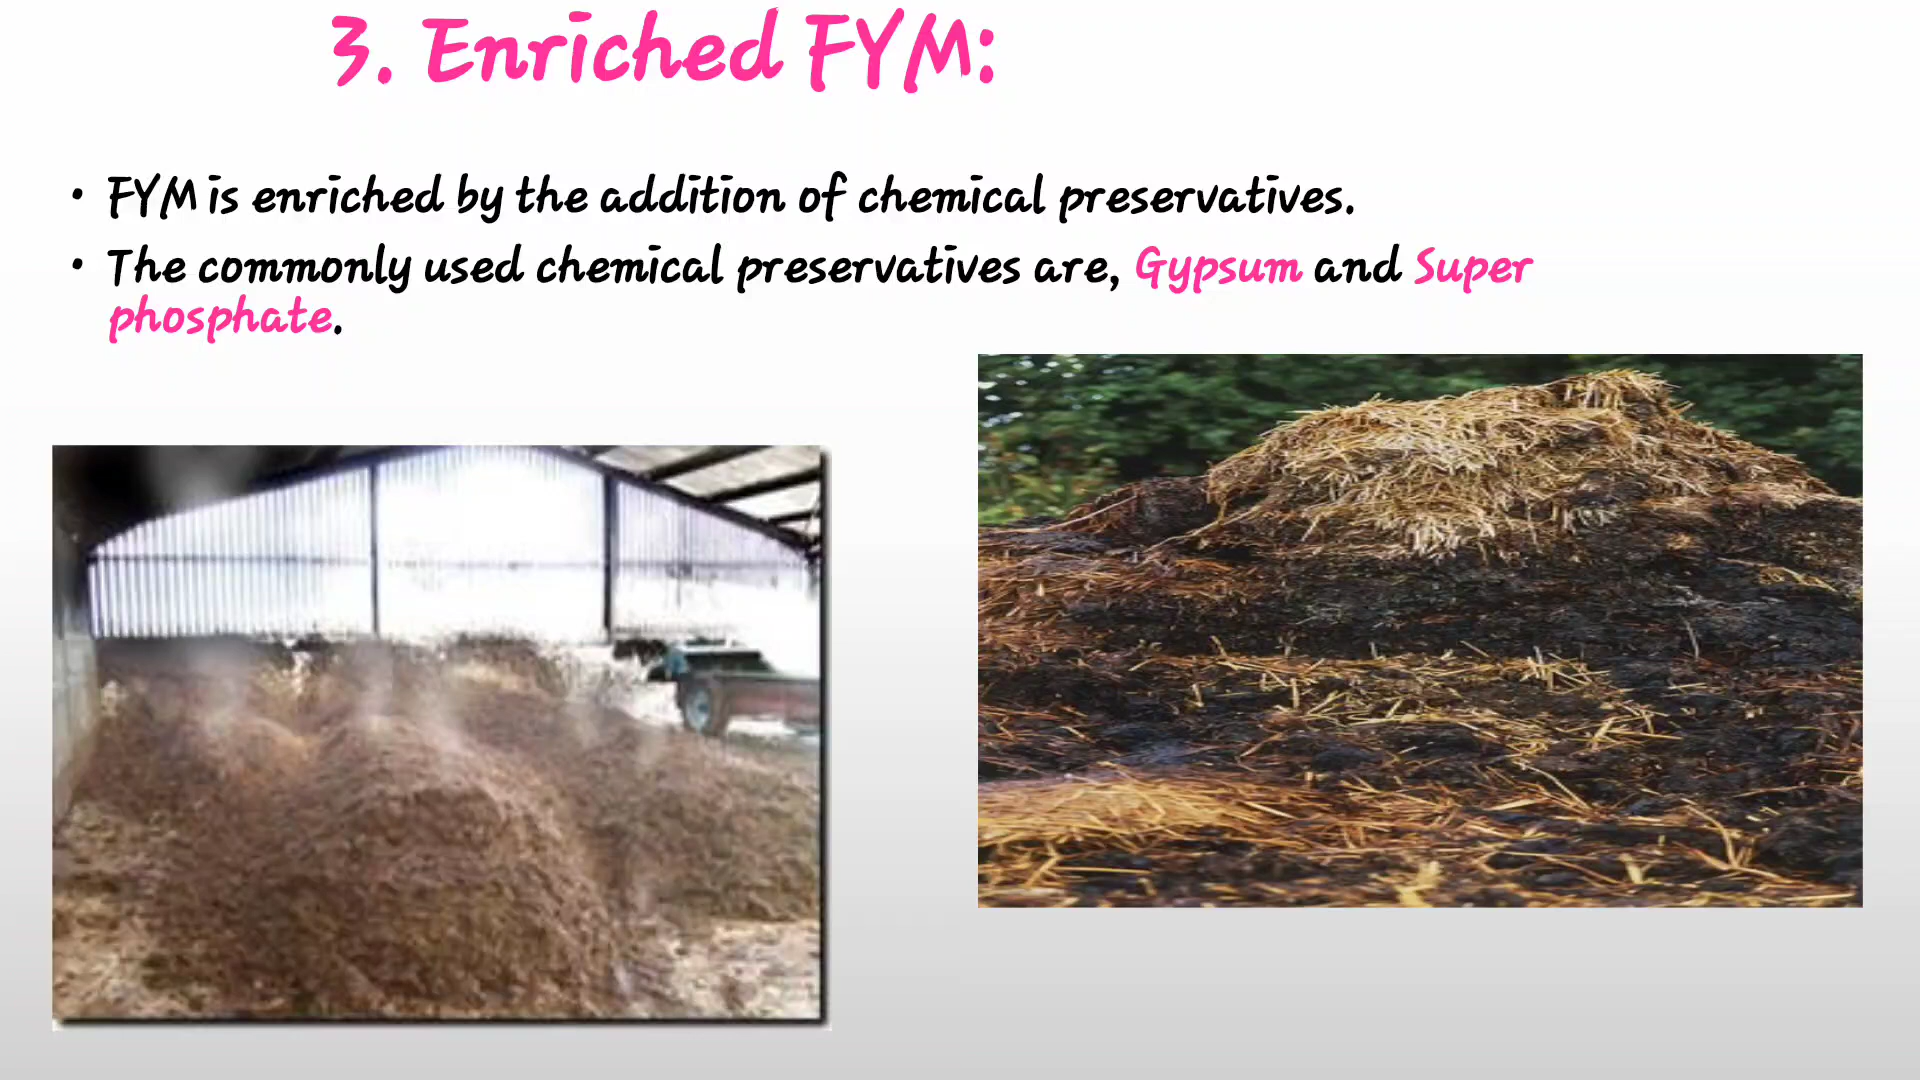 3. Enriched FYM:
• FYM is enriched by the addition of chemical preservatives.
• The commonly used chemical preservatives are, Gypsum and Super
phosphate.